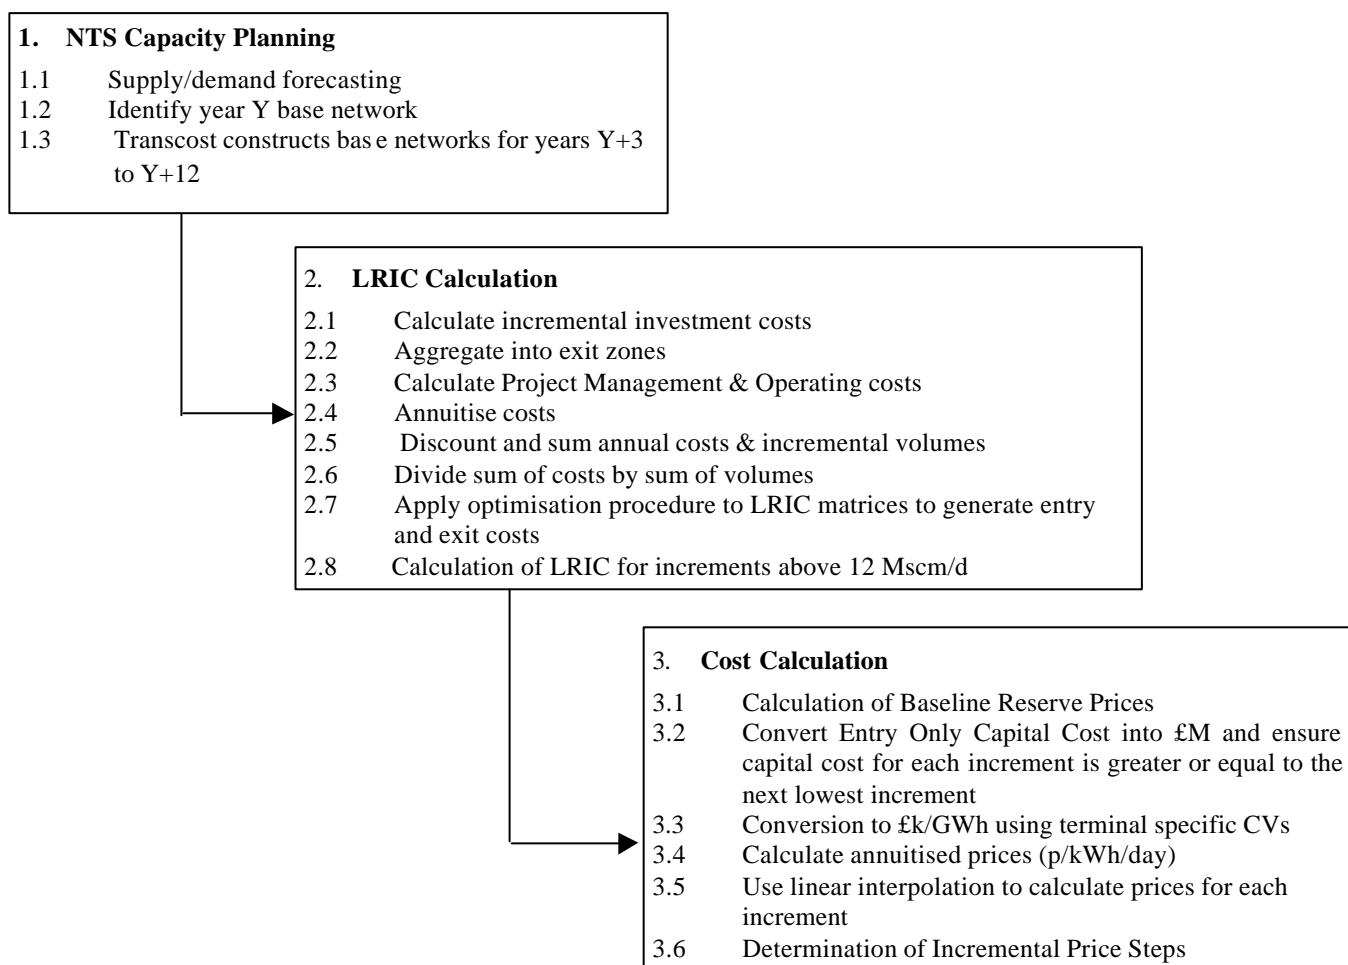 1. NTS Capacity Planning
1.1 Supply/demand forecasting
1.2 Identify year Y base network
1.3 Transcost constructs bas e networks for years Y+3
to Y+12
2. LRIC Calculation
2.1 Calculate incremental investment costs
2.2 Aggregate into exit zones
2.3 Calculate Project Management & Operating costs
2.4 Annuitise costs
2.5 Discount and sum annual costs & incremental volumes
2.6 Divide sum of costs by sum of volumes
2.7 Apply optimisation procedure to LRIC matrices to generate entry
and exit costs
2.8 Calculation of LRIC for increments above 12 Mscm/d
3. Cost Calculation
3.1 Calculation of Baseline Reserve Prices
3.2 Convert Entry Only Capital Cost into £M and ensure
capital cost for each increment is greater or equal to the
next lowest increment
3.3 Conversion to £k/GWh using terminal specific CVs
3.4 Calculate annuitised prices (p/kWh/day)
3.5 Use linear interpolation to calculate prices for each
increment
3.6 Determination of Incremental Price Steps